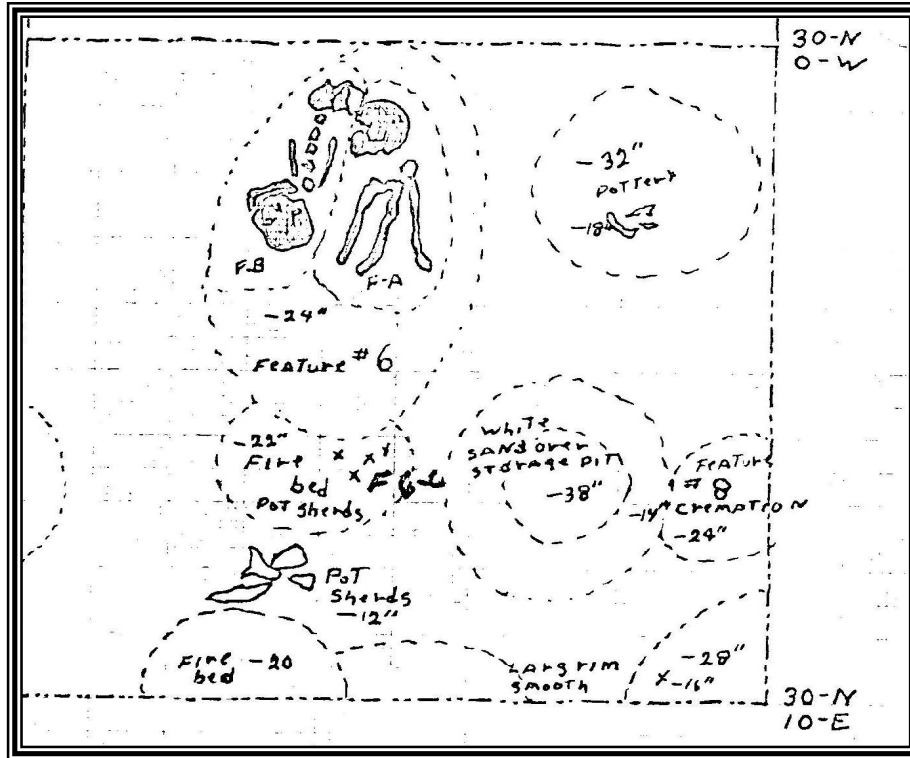 30-N
0-W
-32"
POTTERY
-18"
F-B
F-A
-24"
FEATURE #6
-22"
FIRE
bed
POT Sherds
White
SAND over
STORAGE PIT
-38"
FEATURE
#8
-14" CREMATION
-24"
POT
Sherds
-12"
FIRE -20
bed
LARG rim
smooth
-28"
x-16"
30-N
10-E